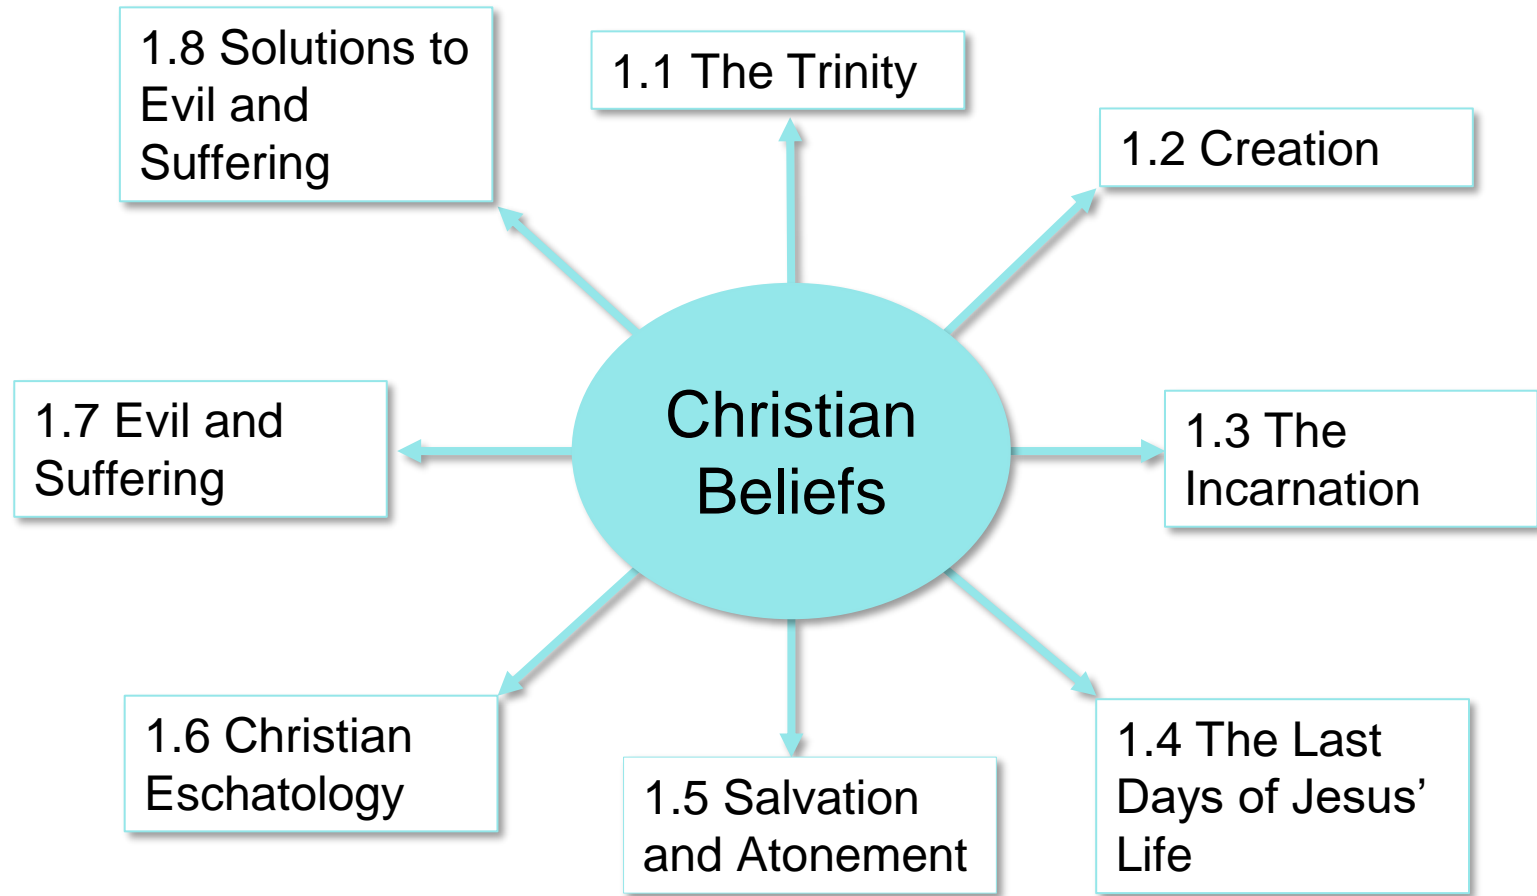 1.8 Solutions to
Evil and
Suffering
1.1 The Trinity
1.2 Creation
1.7 Evil and
Suffering
Christian
Beliefs
1.3 The
Incarnation
1.6 Christian
Eschatology
1.5 Salvation
and Atonement
1.4 The Last
Days of Jesus’
Life